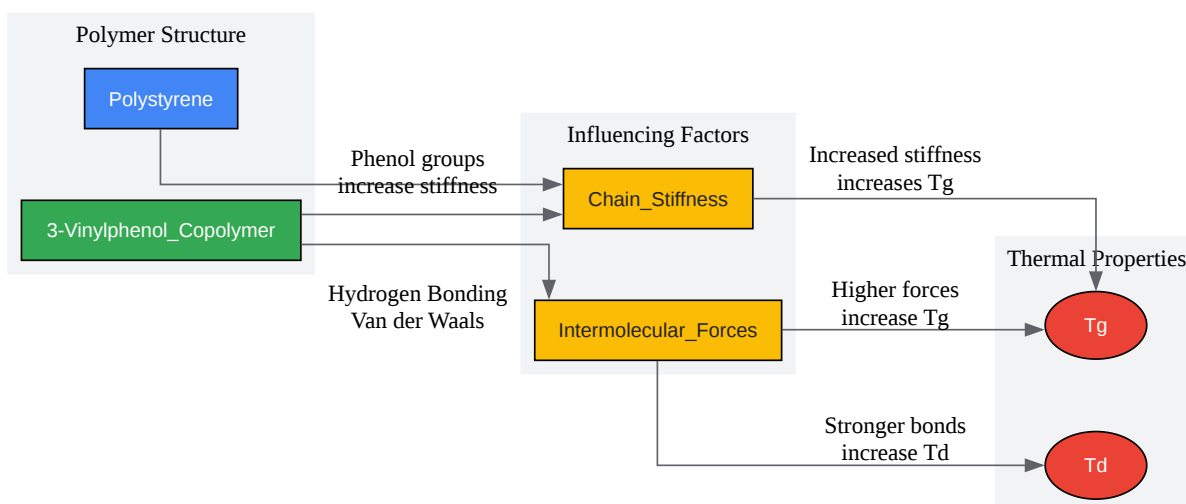 Polymer Structure
Polystyrene
3-Vinylphenol_Copolymer
Phenol groups
increase stiffness
Hydrogen Bonding
Van der Waals
Influencing Factors
Chain_Stiffness
Intermolecular_Forces
Increased stiffness
increases Tg
Higher forces
increase Tg
Stronger bonds
increase Td
Thermal Properties
Tg
Td